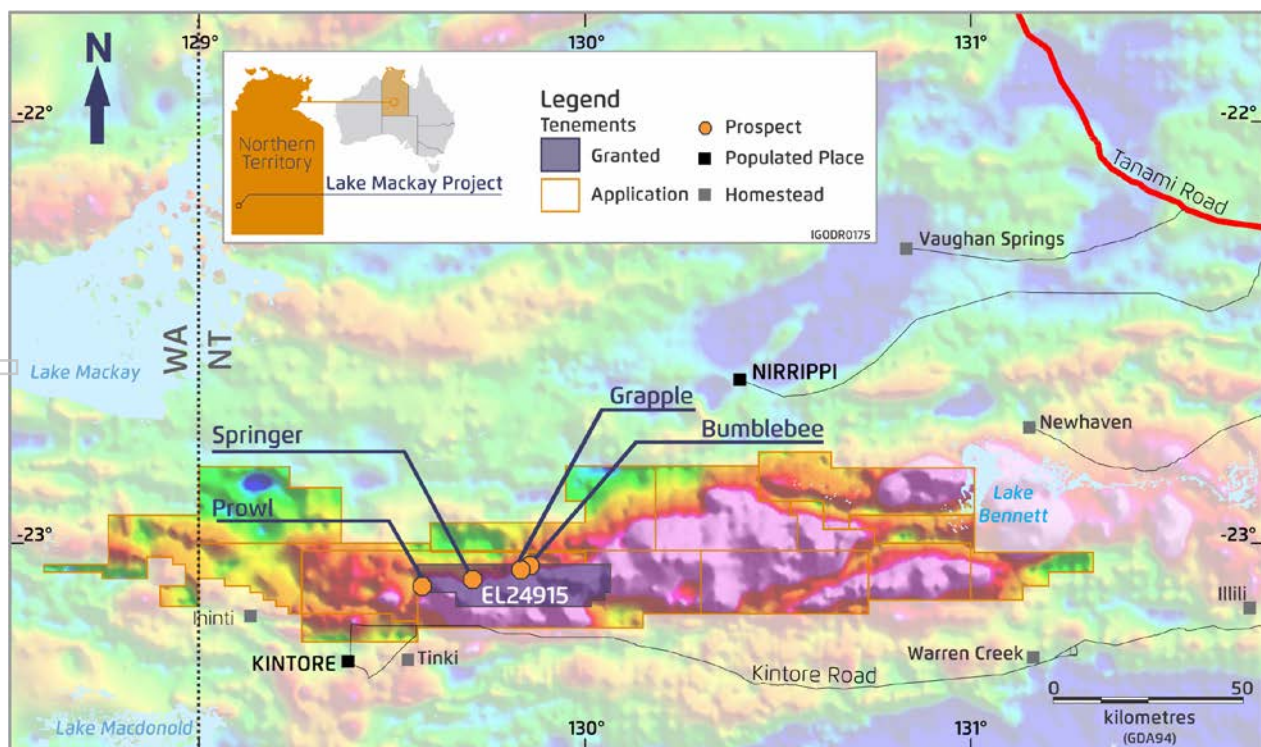 129°
130°
131°
N
-22°
-22°
Northern
Territory
Lake Mackay Project
Legend
Tenements
Granted
Application
Prospect
Populated Place
Homestead
IGODR0175
Tanami Road
Vaughan Springs
WA
NT
Lake Mackay
NIRRIPPI
Grapple
Bumblebee
Springer
Prowl
Newhaven
Lake
Bennett
-23°
-23°
EL24915
Illili
KINTORE
Tinki
Kintore Road
Warren Creek
0
50
kilometres
(GDA94)
Lake Macdonold
129°
130°
131°